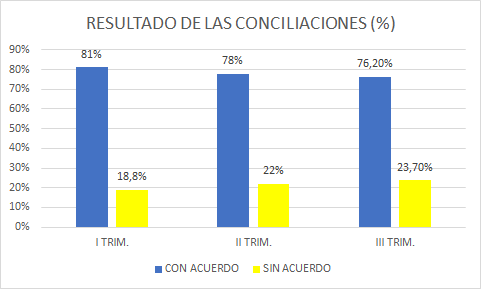 RESULTADO DE LAS CONCILIACIONES (%)
90%
80%
70%
60%
50%
40%
30%
20%
10%
0%
81%
18,8%
78%
22%
76,20%
23,70%
I TRIM.
II TRIM.
III TRIM.
CON ACUERDO
SIN ACUERDO